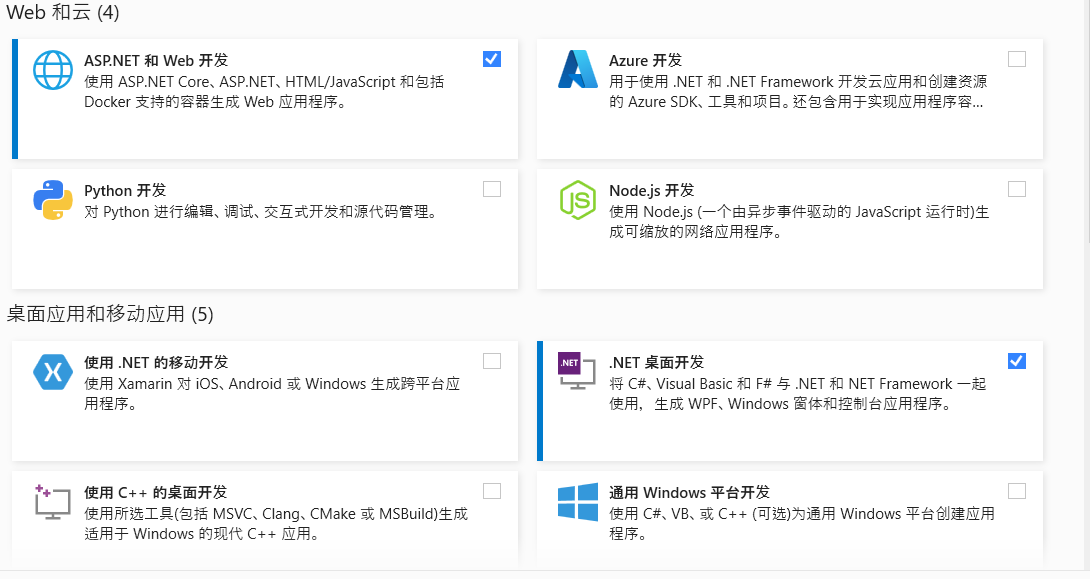 Web 和云 (4)
ASP.NET 和 Web 开发
使用 ASP.NET Core、ASP.NET、HTML/JavaScript 和包括
Docker 支持的容器生成 Web 应用程序。
Azure 开发
用于使用 .NET 和 .NET Framework 开发云应用和创建资源
的 Azure SDK、工具和项目。还包含用于实现应用程序容...
Python 开发
对 Python 进行编辑、调试、交互式开发和源代码管理。
Node.js 开发
使用 Node.js (一个由异步事件驱动的 JavaScript 运行时)生
成可缩放的网络应用程序。
桌面应用和移动应用 (5)
使用 .NET 的移动开发
使用 Xamarin 对 iOS、Android 或 Windows 生成跨平台应
用程序。
.NET
.NET 桌面开发
将 C#、Visual Basic 和 F# 与 .NET 和 NET Framework 一起
使用，生成 WPF、Windows 窗体和控制台应用程序。
使用 C++ 的桌面开发
使用所选工具(包括 MSVC、Clang、CMake 或 MSBuild)生成
适用于 Windows 的现代 C++ 应用。
通用 Windows 平台开发
使用 C#、VB、或 C++ (可选)为通用 Windows 平台创建应用
程序。